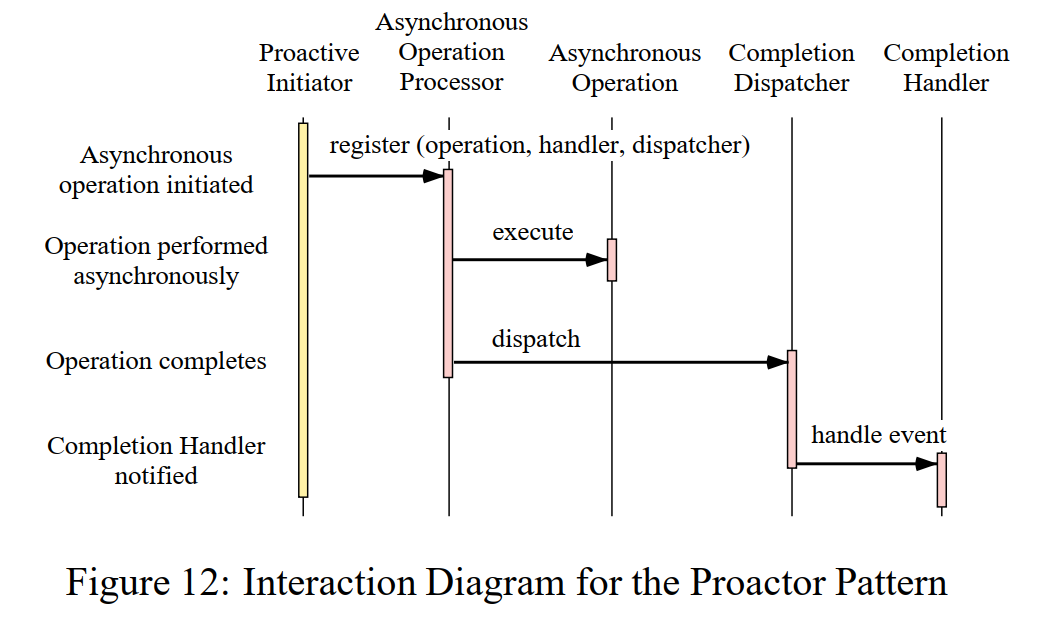 Proactive
Initiator
Asynchronous
Operation
Processor
Asynchronous
Operation
Completion
Dispatcher
Completion
Handler
Asynchronous
operation initiated
register (operation, handler, dispatcher)
Operation performed
asynchronously
execute
Operation completes
dispatch
Completion Handler
notified
handle event
Figure 12: Interaction Diagram for the Proactor Pattern